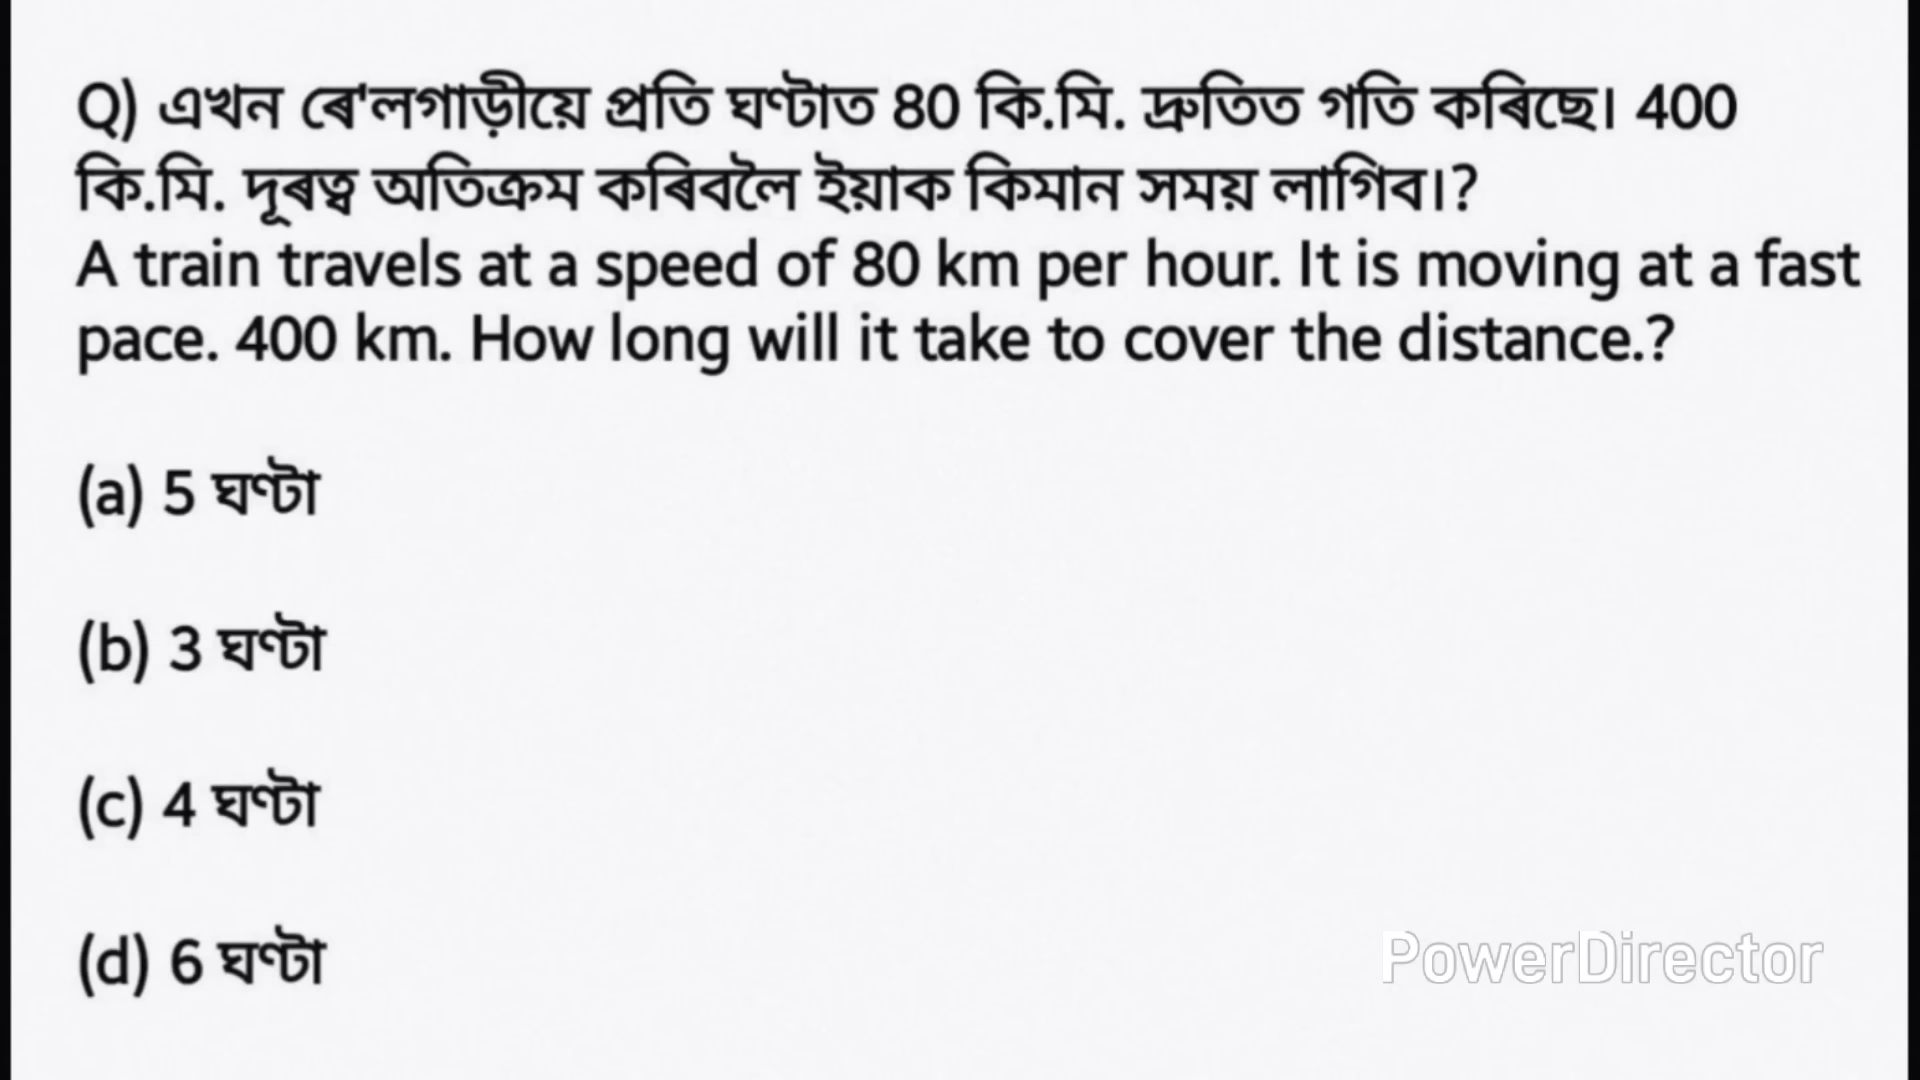 Q) এখন ৰে'লগাড়ীয়ে প্ৰতি ঘণ্টাত 80 কি.মি. দ্ৰুতিত গতি কৰিছে। 400
কি.মি. দূৰত্ব অতিক্ৰম কৰিবলৈ ইয়াক কিমান সময় লাগিব।?
A train travels at a speed of 80 km per hour. It is moving at a fast
pace. 400 km. How long will it take to cover the distance.?
(a) 5 ঘণ্টা
(b) 3 ঘণ্টা
(c) 4 ঘণ্টা
(d) 6 ঘণ্টা
PowerDirector